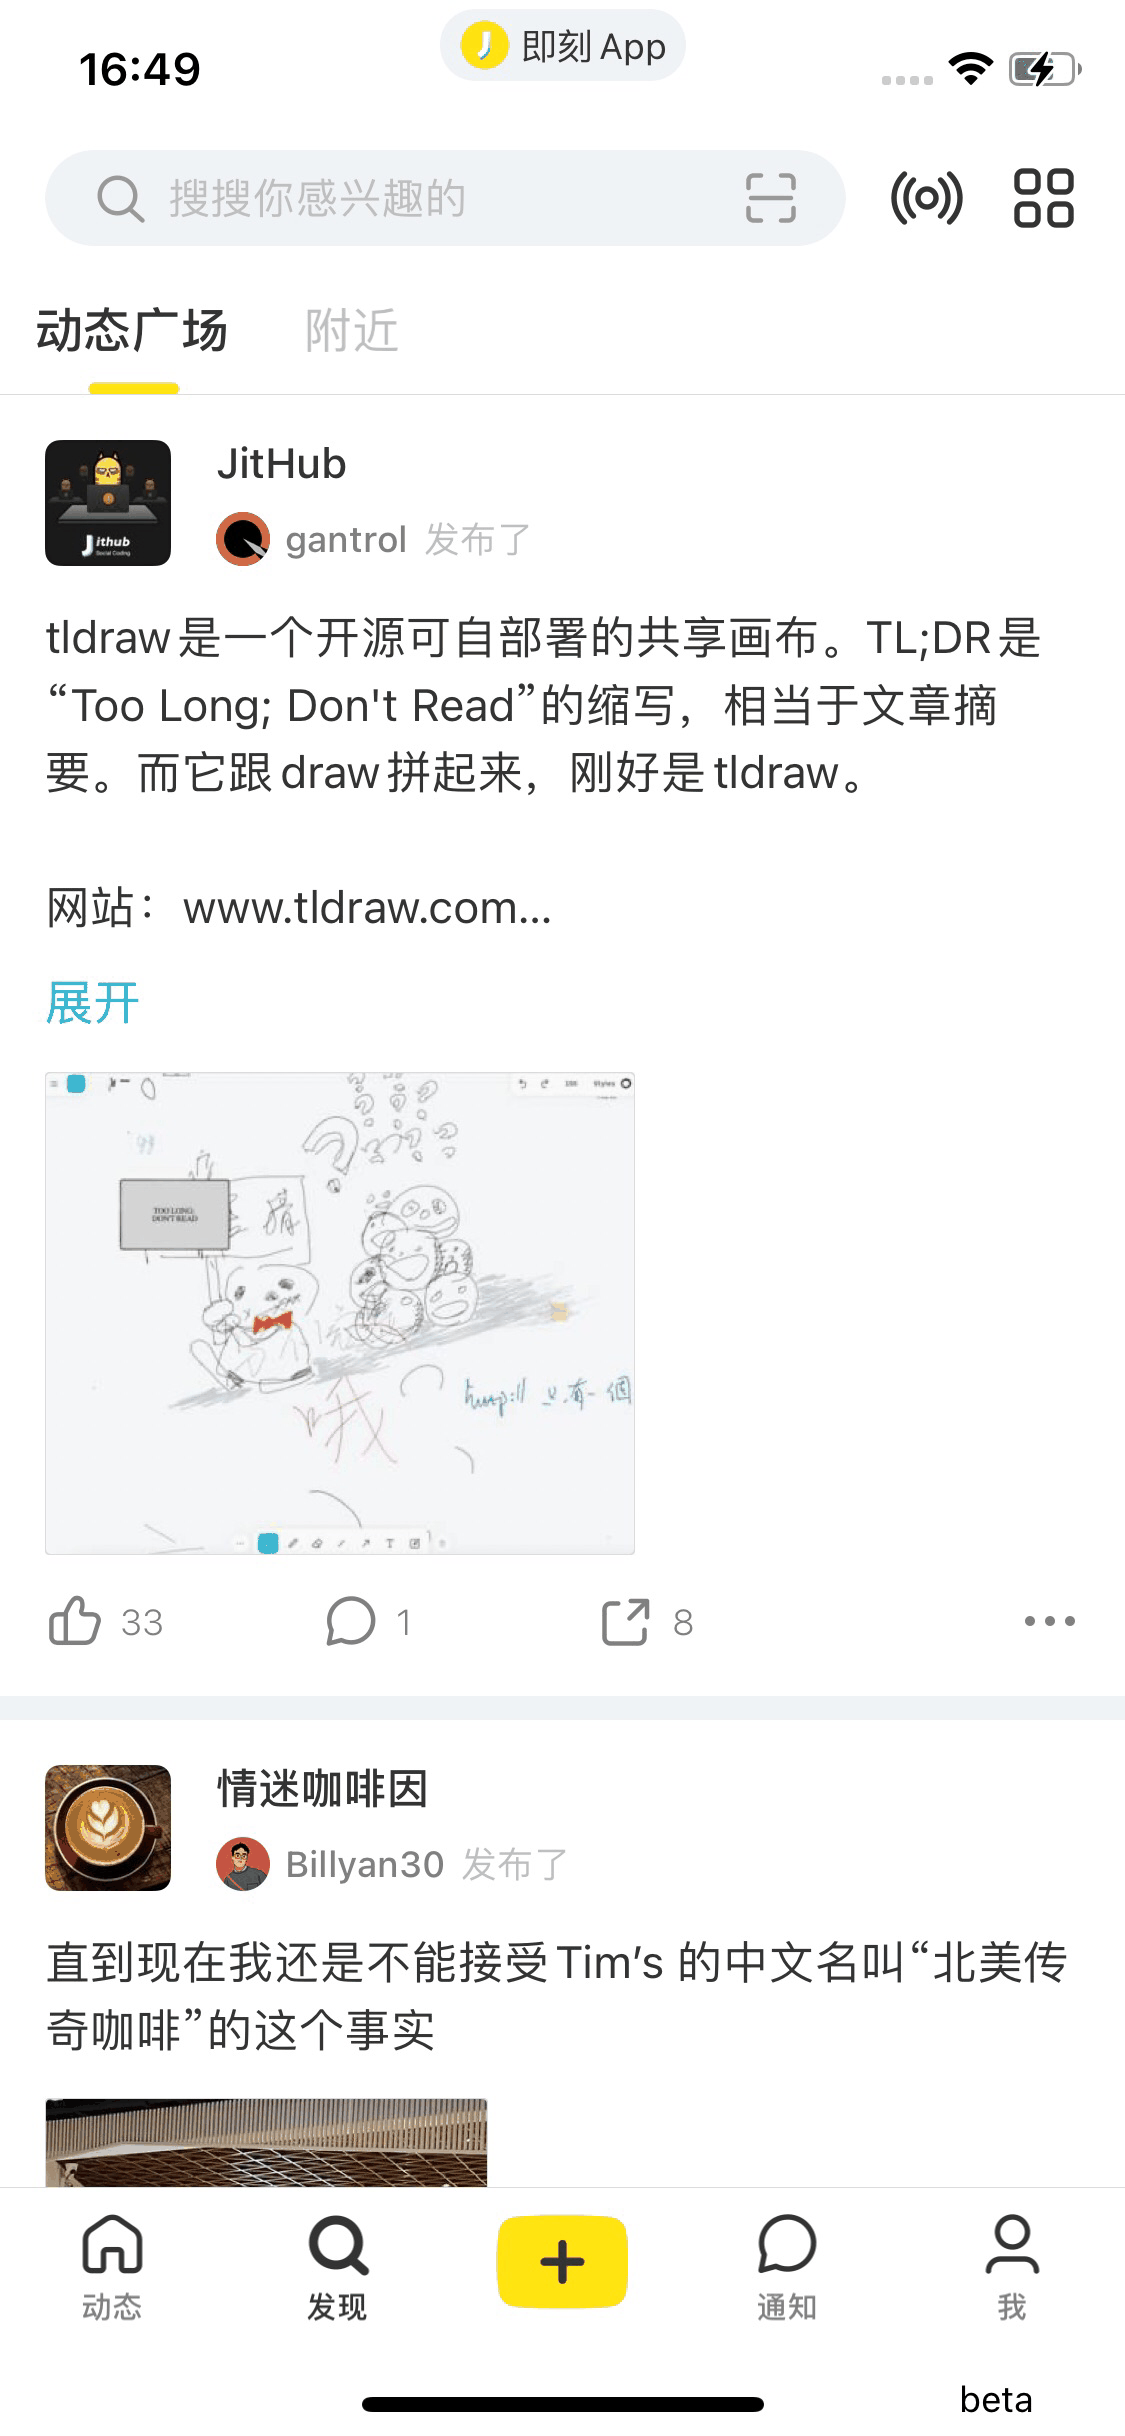 16:49
即刻 App
搜搜你感兴趣的
动态广场
附近
JitHub
ithub
Social Coding
gantrol 发布了
tldraw是一个开源可自部署的共享画布。TL;DR是
“Too Long; Don't Read”的缩写，相当于文章摘
要。而它跟draw拼起来，刚好是tldraw。
网站：www.tldraw.com...
展开
Styles
TOO LONG;
DON'T READ
哦
只有一個
T
33
1
8
情迷咖啡因
Billyan30 发布了
直到现在我还是不能接受Tim’s 的中文名叫“北美传
奇咖啡”的这个事实
动态
发现
通知
我
beta